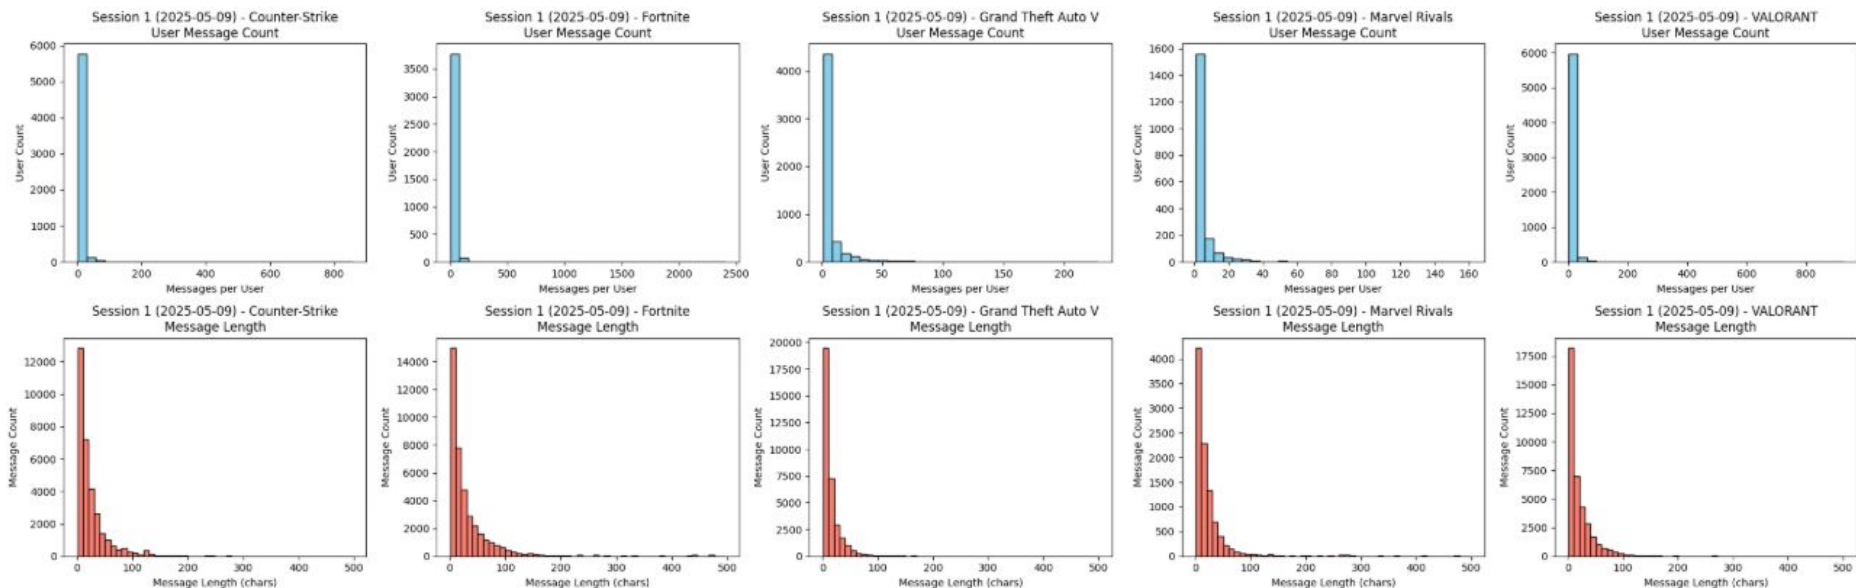 Session 1 (2025-05-09) - Counter-Strike
User Message Count
6000
5000
4000
3000
2000
1000
0
User Count
0 200 400 600 800
Messages per User
Session 1 (2025-05-09) - Fortnite
User Message Count
3500
3000
2500
2000
1500
1000
500
0
User Count
0 500 1000 1500 2000 2500
Messages per User
Session 1 (2025-05-09) - Grand Theft Auto V
User Message Count
4000
3000
2000
1000
0
User Count
0 50 100 150 200
Messages per User
Session 1 (2025-05-09) - Marvel Rivals
User Message Count
1600
1400
1200
1000
800
600
400
200
0
User Count
0 20 40 60 80 100 120 140 160
Messages per User
Session 1 (2025-05-09) - VALORANT
User Message Count
6000
5000
4000
3000
2000
1000
0
User Count
0 200 400 600 800
Messages per User
Session 1 (2025-05-09) - Counter-Strike
Message Length
12000
10000
8000
6000
4000
2000
0
Message Count
0 100 200 300 400 500
Message Length (chars)
Session 1 (2025-05-09) - Fortnite
Message Length
14000
12000
10000
8000
6000
4000
2000
0
Message Count
0 100 200 300 400 500
Message Length (chars)
Session 1 (2025-05-09) - Grand Theft Auto V
Message Length
20000
17500
15000
12500
10000
7500
5000
2500
0
Message Count
0 100 200 300 400 500
Message Length (chars)
Session 1 (2025-05-09) - Marvel Rivals
Message Length
4000
3500
3000
2500
2000
1500
1000
500
0
Message Count
0 100 200 300 400 500
Message Length (chars)
Session 1 (2025-05-09) - VALORANT
Message Length
17500
15000
12500
10000
7500
5000
2500
0
Message Count
0 100 200 300 400 500
Message Length (chars)